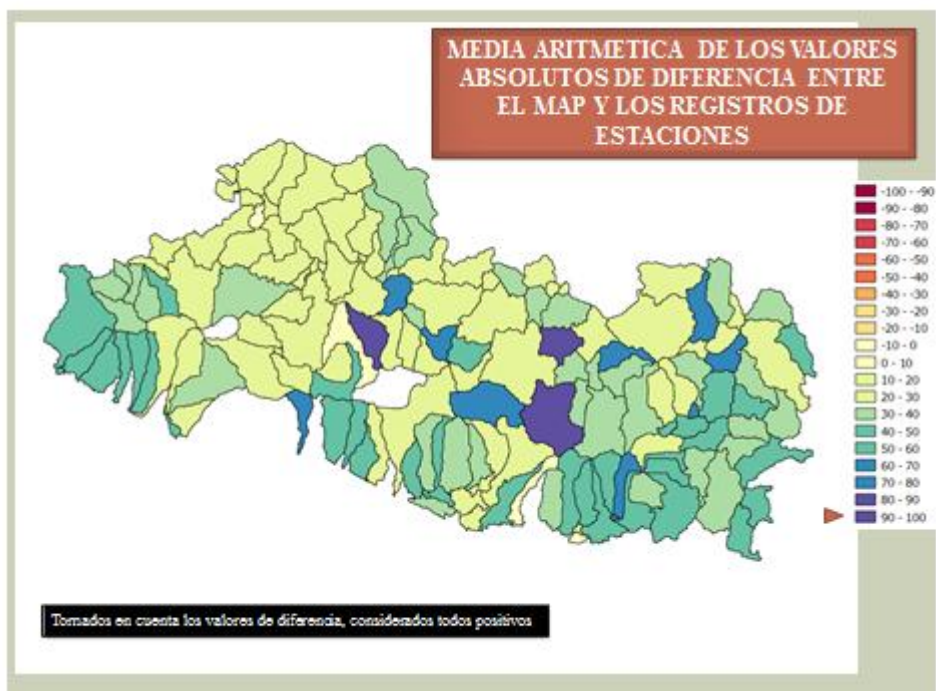 MEDIA ARITMETICA DE LOS VALORES
ABSOLUTOS DE DIFERENCIA ENTRE
EL MAP Y LOS REGISTROS DE
ESTACIONES
-100 - -90
-90 - -80
-80 - -70
-70 - -60
-60 - -50
-50 - -40
-40 - -30
-30 - -20
-20 - -10
-10 - 0
0 - 10
10 - 20
20 - 30
30 - 40
40 - 50
50 - 60
60 - 70
70 - 80
80 - 90
90 - 100
Tomados en cuenta los valores de diferencia, considerados todos positivos